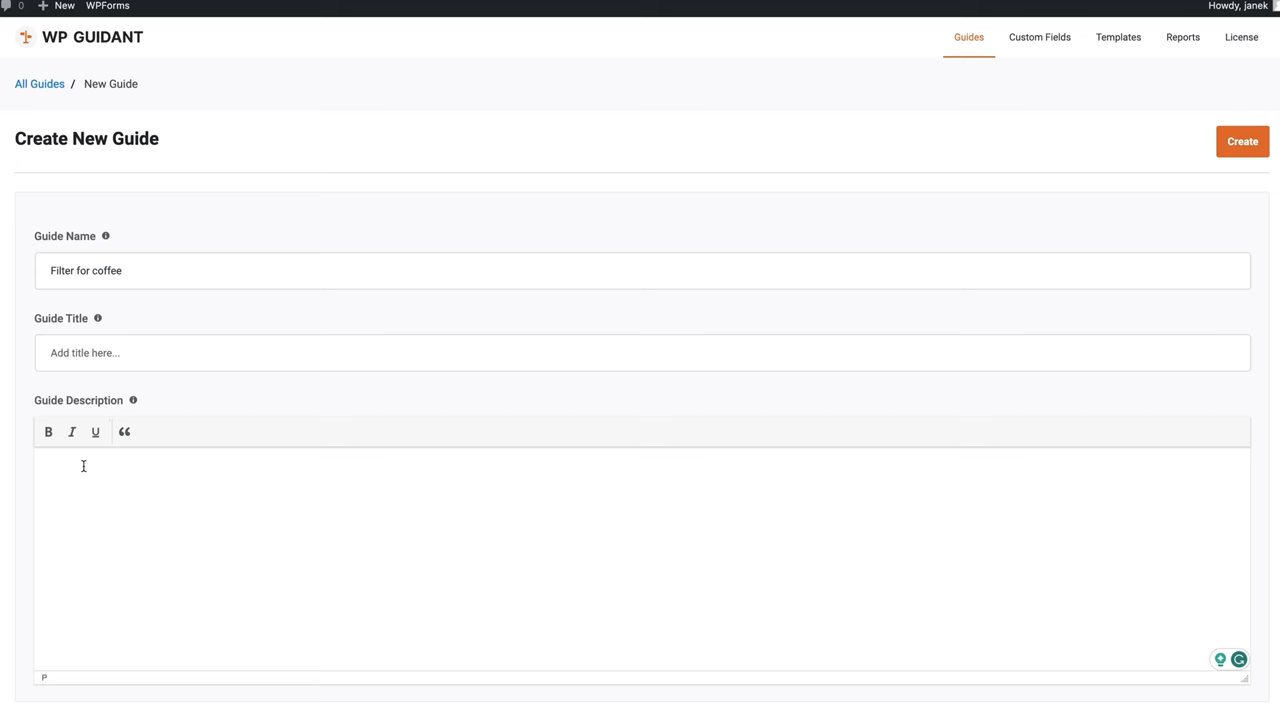 0 New WPForms Howdy, janek
WP GUIDANT Guides Custom Fields Templates Reports License
All Guides / New Guide
Create New Guide Create
Guide Name
Filter for coffee
Guide Title
Add title here...
Guide Description
B I U “
P